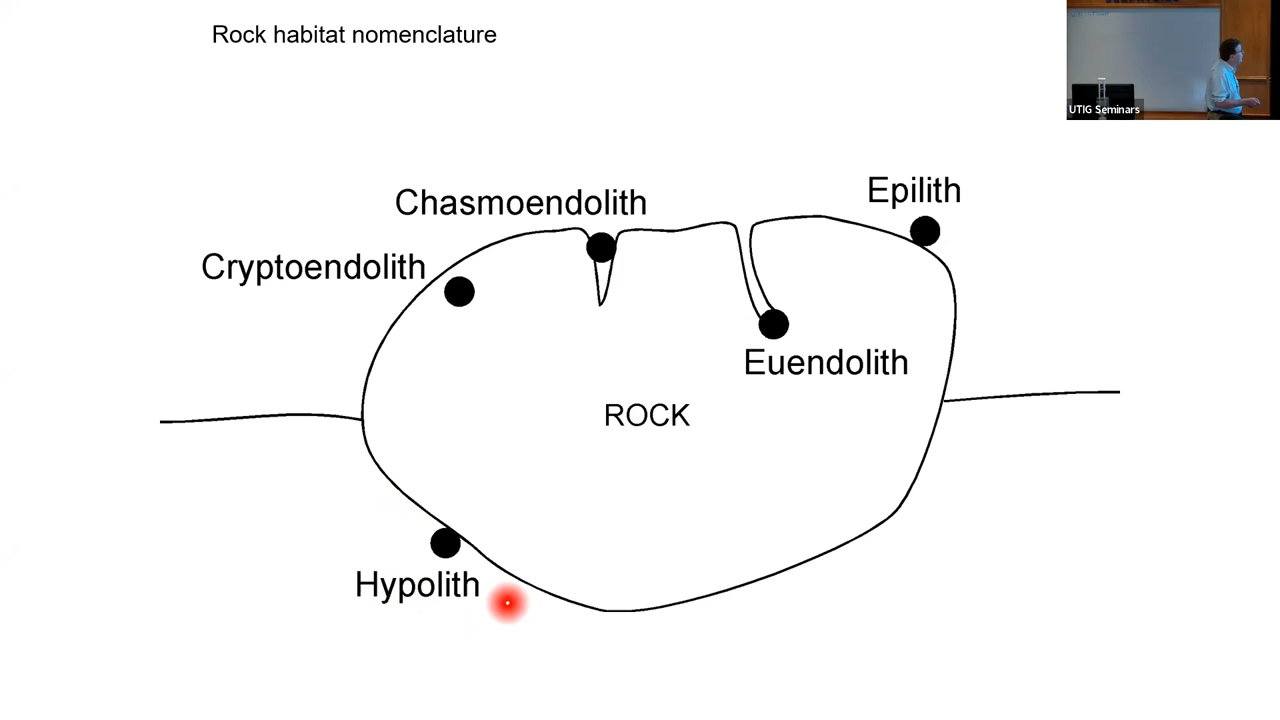 Rock habitat nomenclature
UTIG Seminars
Chasmoendolith
Epilith
Cryptoendolith
Euendolith
ROCK
Hypolith